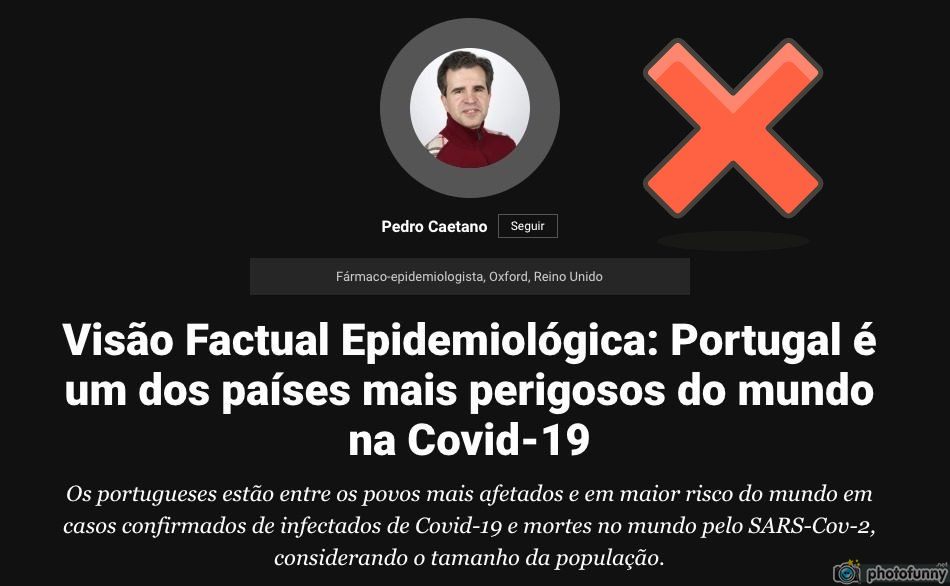 Pedro Caetano Seguir
Fármaco-epidemiologista, Oxford, Reino Unido
Visão Factual Epidemiológica: Portugal é
um dos países mais perigosos do mundo
na Covid-19
Os portugueses estão entre os povos mais afetados e em maior risco do mundo em
casos confirmados de infectados de Covid-19 e mortes no mundo pelo SARS-Cov-2,
considerando o tamanho da população.
photofunny